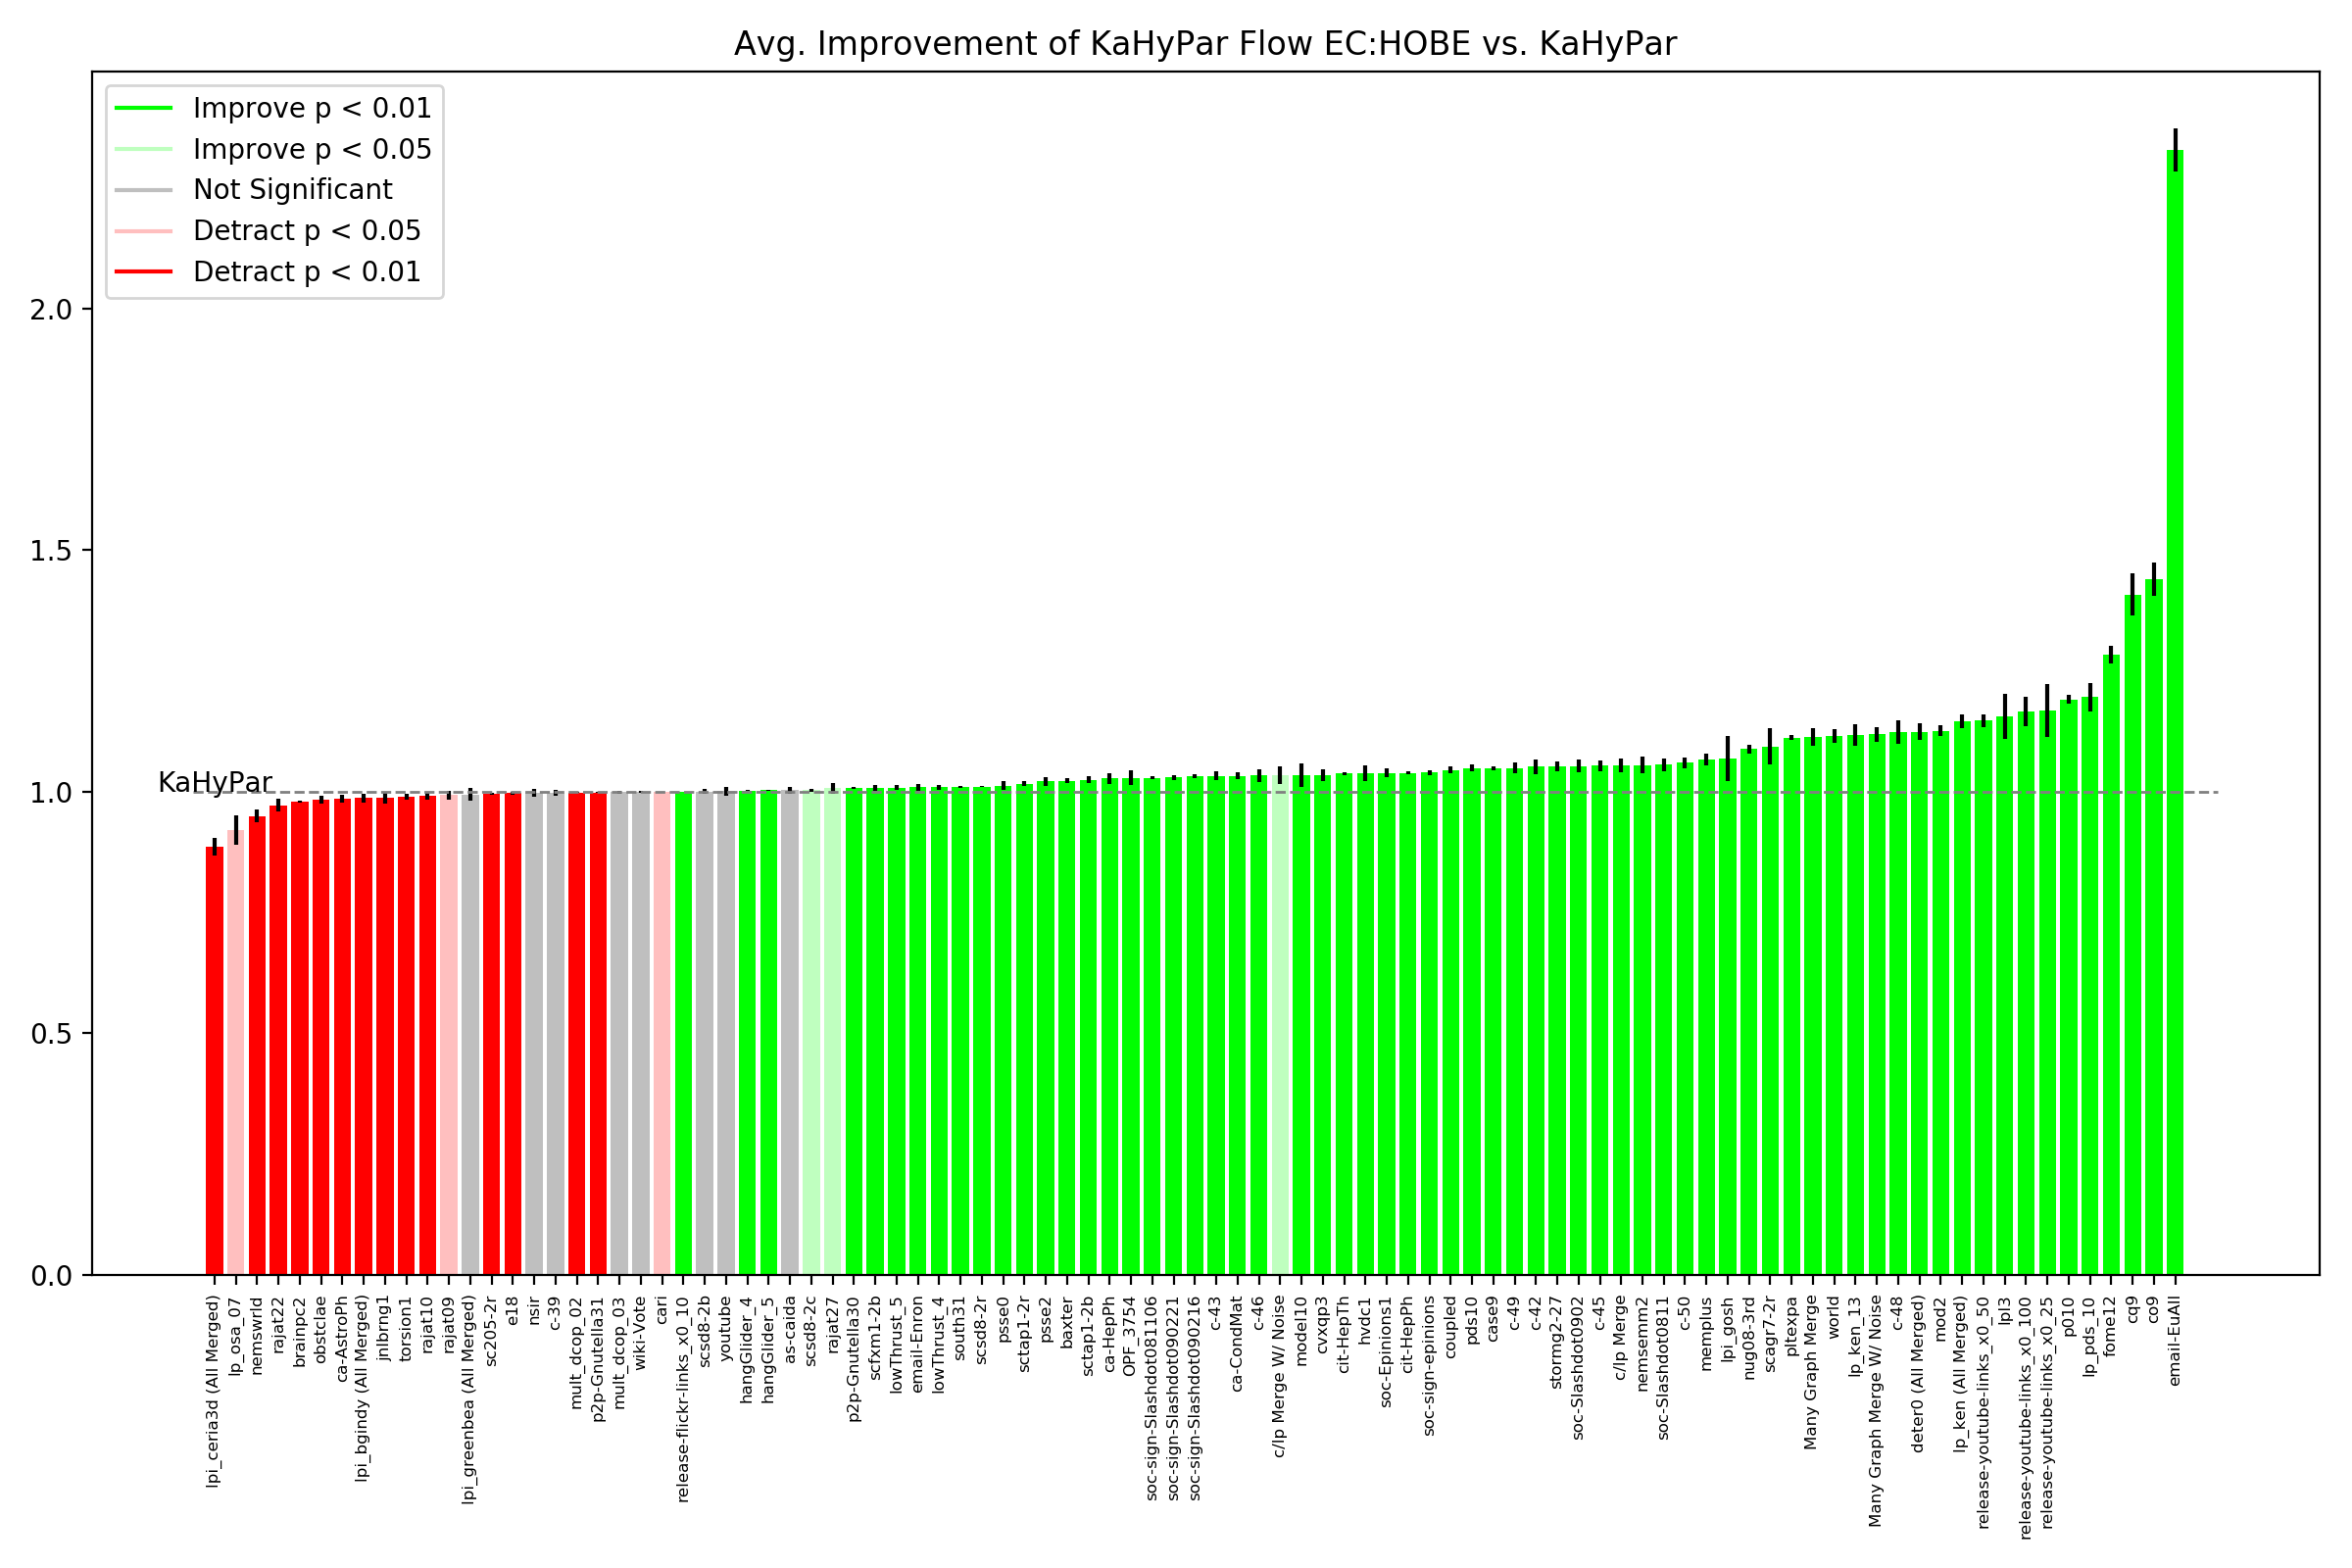 Avg. Improvement of KaHyPar Flow EC:HOBE vs. KaHyPar
Improve p < 0.01
Improve p < 0.05
Not Significant
Detract p < 0.05
Detract p < 0.01
2.0
1.5
1.0
0.5
0.0
KaHyPar
lpi_ceria3d (All Merged)
lp_osa_07
nemswrld
rajat22
brainpc2
obstclae
ca-AstroPh
lpi_bgindy (All Merged)
jnlbrng1
torsion1
rajat10
rajat09
lpi_greenbea (All Merged)
sc205-2r
e18
nsir
c-39
mult_dcop_02
p2p-Gnutella31
mult_dcop_03
wiki-Vote
cari
release-flickr-links_x0_10
scsd8-2b
youtube
hangGlider_4
hangGlider_5
as-caida
scsd8-2c
rajat27
p2p-Gnutella30
scfxm1-2b
lowThrust_5
email-Enron
lowThrust_4
south31
scsd8-2r
psse0
sctap1-2r
psse2
baxter
sctap1-2b
ca-HepPh
OPF_3754
soc-sign-Slashdot081106
soc-sign-Slashdot090221
soc-sign-Slashdot090216
c-43
ca-CondMat
c-46
c/lp Merge W/ Noise
model10
cvxqp3
cit-HepTh
hvdc1
soc-Epinions1
cit-HepPh
soc-sign-epinions
coupled
pds10
case9
c-49
c-42
stormg2-27
soc-Slashdot0902
c-45
c/lp Merge
nemsemm2
soc-Slashdot0811
c-50
memplus
lpi_gosh
nug08-3rd
scagr7-2r
pltexpa
Many Graph Merge
world
lp_ken_13
Many Graph Merge W/ Noise
c-48
deter0 (All Merged)
mod2
lp_ken (All Merged)
release-youtube-links_x0_50
lpl3
release-youtube-links_x0_100
release-youtube-links_x0_25
p010
lp_pds_10
fome12
cq9
co9
email-EuAll